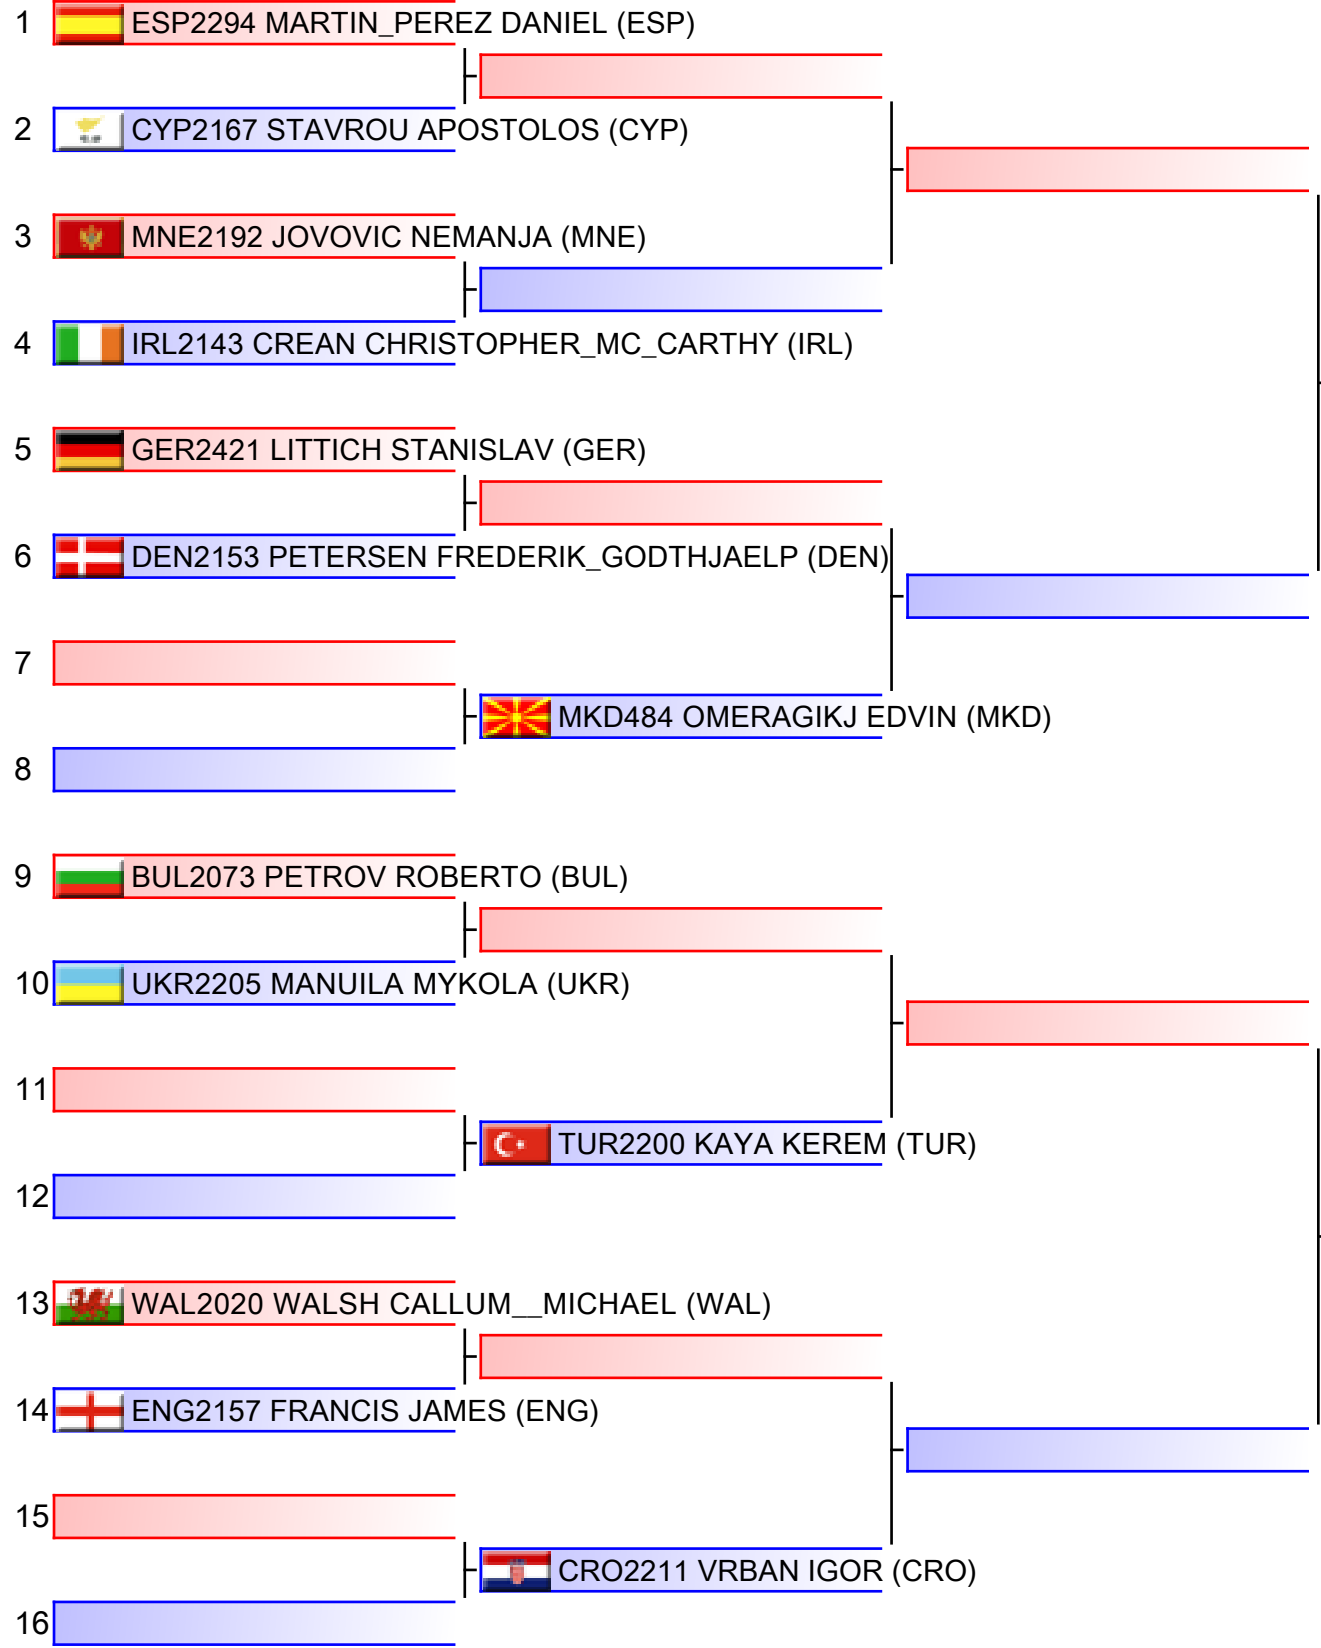 1 ESP2294 MARTIN_PEREZ DANIEL (ESP)
2 CYP2167 STAVROU APOSTOLOS (CYP)
3 MNE2192 JOVOVIC NEMANJA (MNE)
4 IRL2143 CREAN CHRISTOPHER_MC_CARTHY (IRL)
5 GER2421 LITTICH STANISLAV (GER)
6 DEN2153 PETERSEN FREDERIK_GODTHJAELP (DEN)
7
MKD484 OMERAGIKJ EDVIN (MKD)
8
9 BUL2073 PETROV ROBERTO (BUL)
10 UKR2205 MANUILA MYKOLA (UKR)
11
TUR2200 KAYA KEREM (TUR)
12
13 WAL2020 WALSH CALLUM__MICHAEL (WAL)
14 ENG2157 FRANCIS JAMES (ENG)
15
CRO2211 VRBAN IGOR (CRO)
16